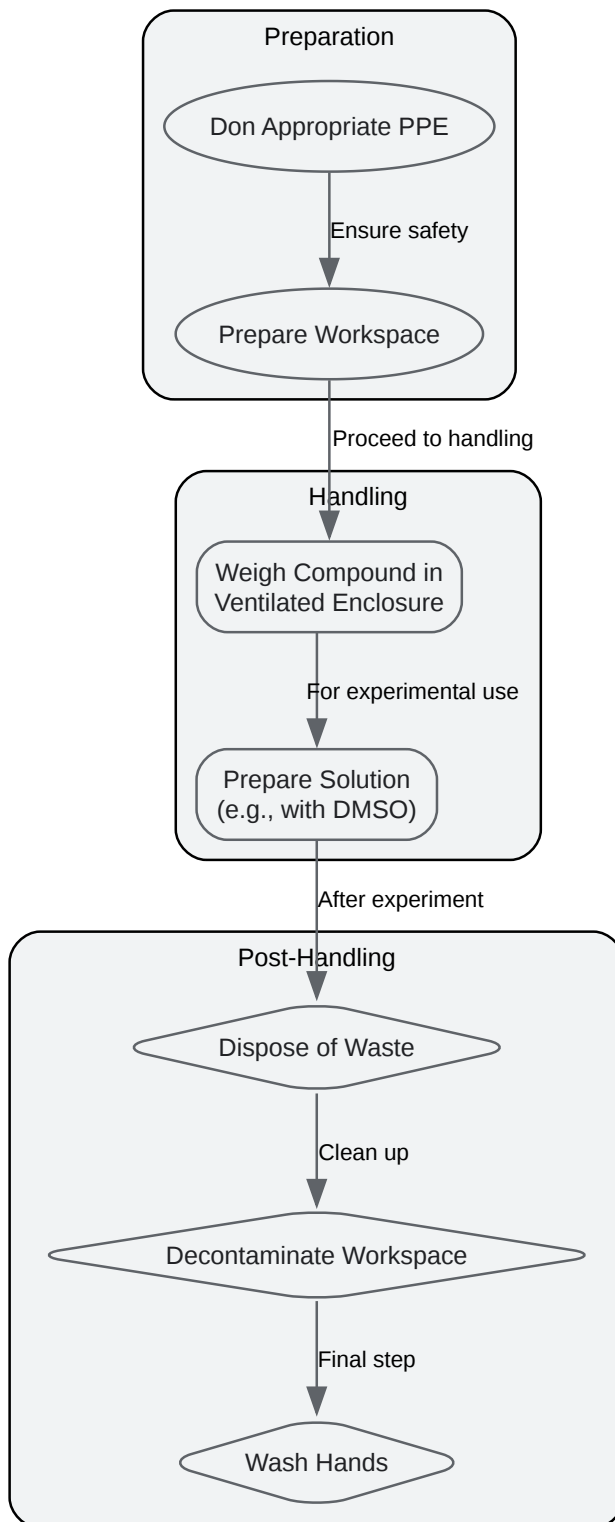 Preparation
Don Appropriate PPE
Ensure safety
Prepare Workspace
Proceed to handling
Handling
Weigh Compound in
Ventilated Enclosure
For experimental use
Prepare Solution
(e.g., with DMSO)
After experiment
Post-Handling
Dispose of Waste
Clean up
Decontaminate Workspace
Final step
Wash Hands